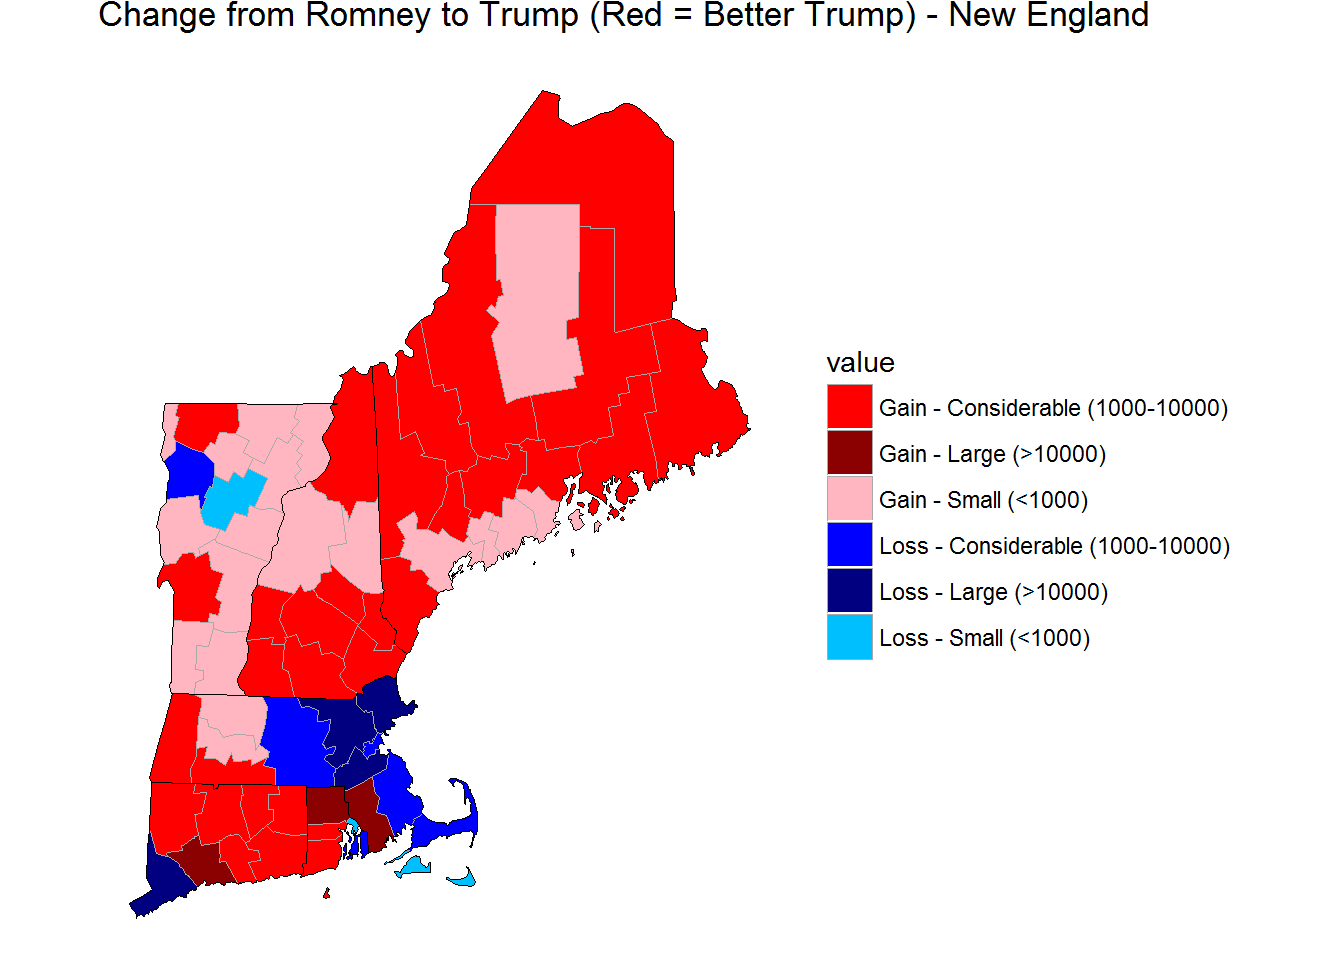 Change from Romney to Trump (Red = Better Trump) - New England
value
Gain - Considerable (1000-10000)
Gain - Large (>10000)
Gain - Small (<1000)
Loss - Considerable (1000-10000)
Loss - Large (>10000)
Loss - Small (<1000)